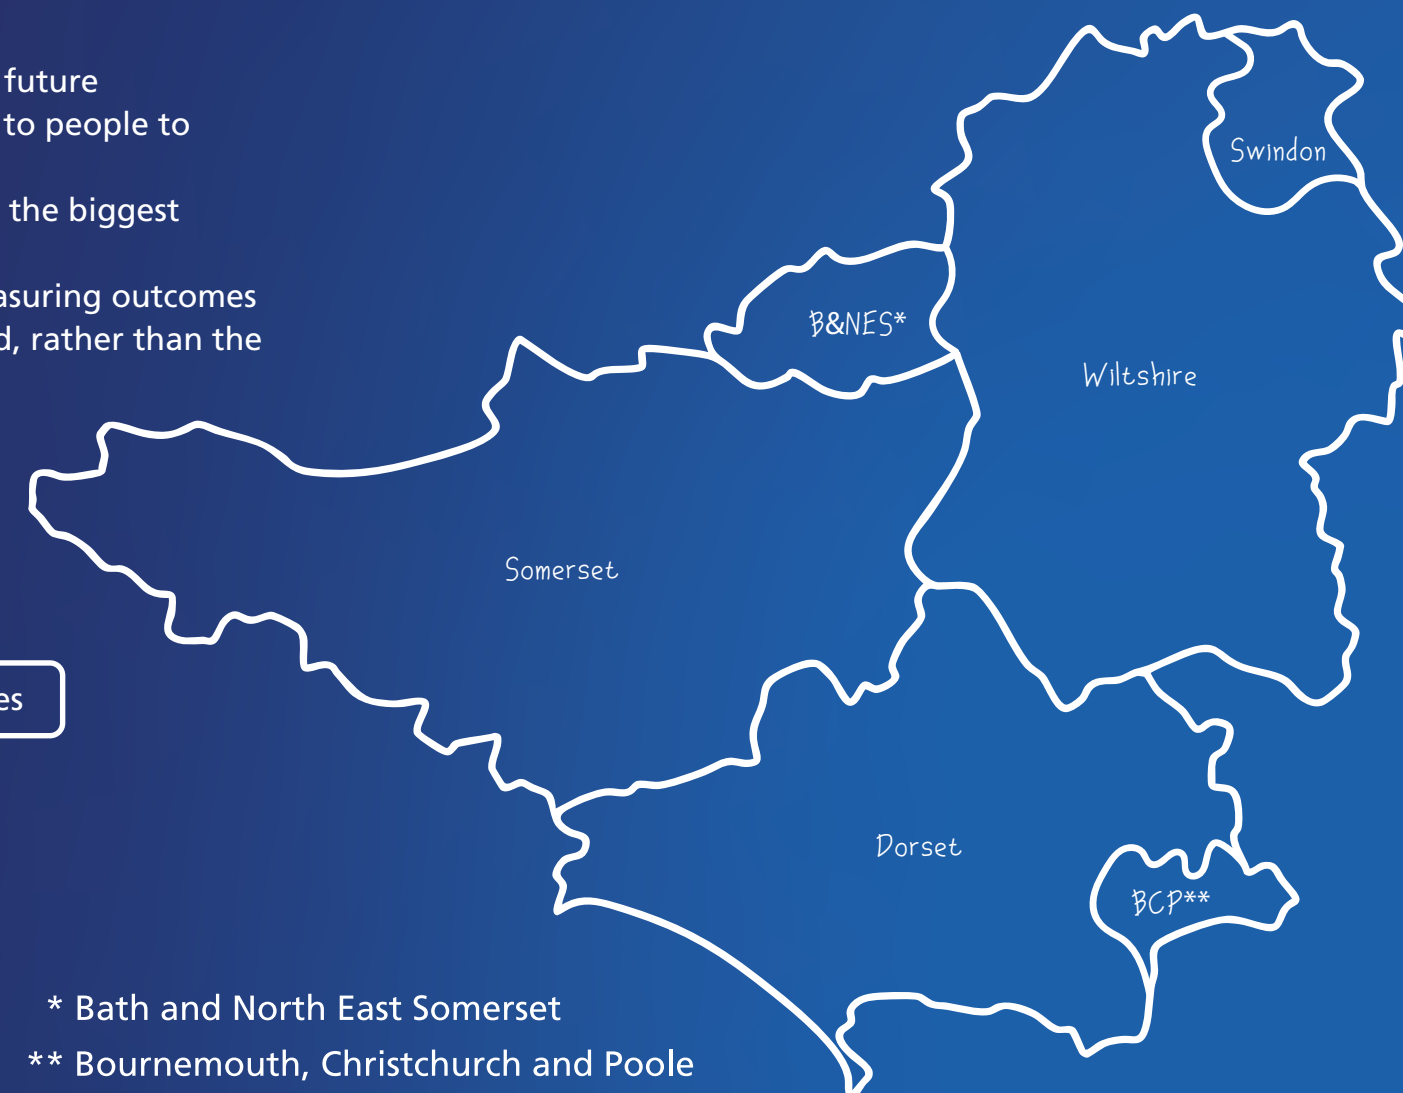 future
to people to
the biggest
asuring outcomes
d, rather than the
es
Swindon
B&NES*
Wiltshire
Somerset
Dorset
BCP**
* Bath and North East Somerset
** Bournemouth, Christchurch and Poole